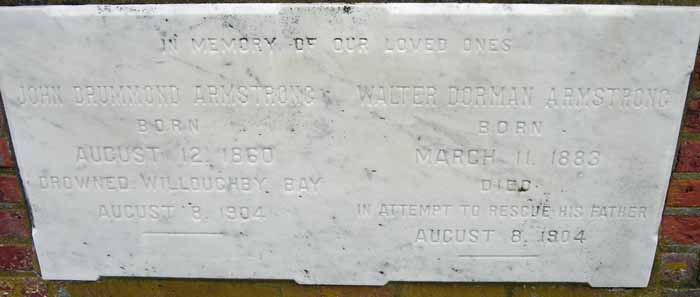 IN MEMORY OF OUR LOVED ONES
JOHN DRUMMOND ARMSTRONG
BORN
AUGUST 12, 1860
DROWNED WILLOUGHBY BAY
AUGUST 8, 1904
WALTER DORMAN ARMSTRONG
BORN
MARCH 11, 1883
DIED
IN ATTEMPT TO RESCUE HIS FATHER
AUGUST 8, 1904